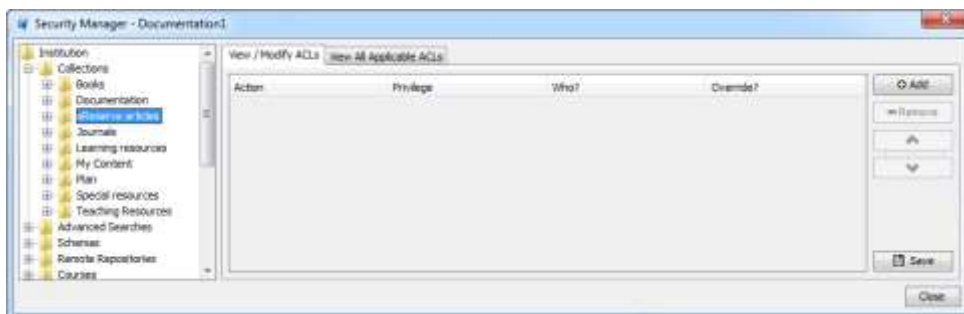 Security Manager - Documentation1
Institution
Collections
Books
Documentation
eReserve articles
Journals
Learning resources
My Content
Plan
Special resources
Teaching Resources
Advanced Searches
Schemas
Remote Repositories
Courses
View / Modify ACLs View All Applicable ACLs
Action Privilege Who? Override?
Add
Remove
Save
Close